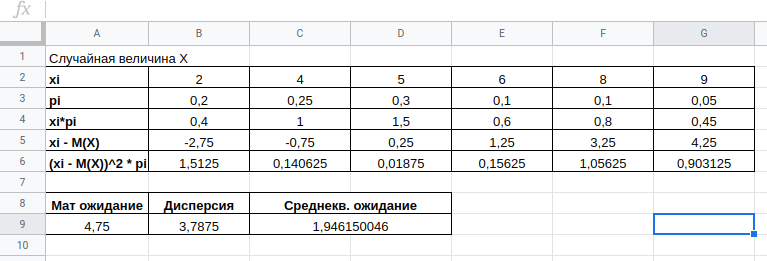 fx
A B C D E F G
1 Случайная величина X
2 xi 2 4 5 6 8 9
3 pi 0,2 0,25 0,3 0,1 0,1 0,05
4 xi*pi 0,4 1 1,5 0,6 0,8 0,45
5 xi - M(X) -2,75 -0,75 0,25 1,25 3,25 4,25
6 (xi - M(X))^2 * pi 1,5125 0,140625 0,01875 0,15625 1,05625 0,903125
7
8 Мат ожидание Дисперсия Среднекв. ожидание
9 4,75 3,7875 1,946150046
10